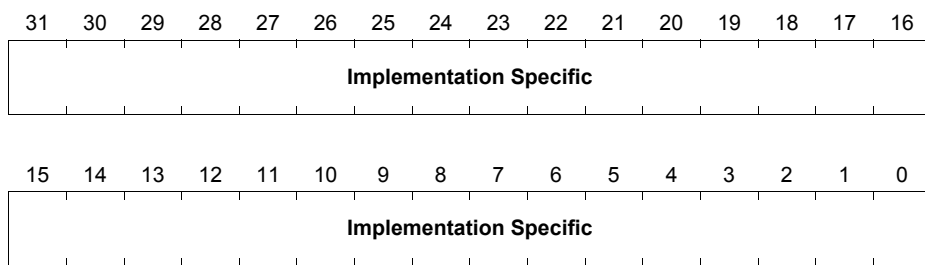 31 30 29 28 27 26 25 24 23 22 21 20 19 18 17 16
Implementation Specific
15 14 13 12 11 10 9 8 7 6 5 4 3 2 1 0
Implementation Specific